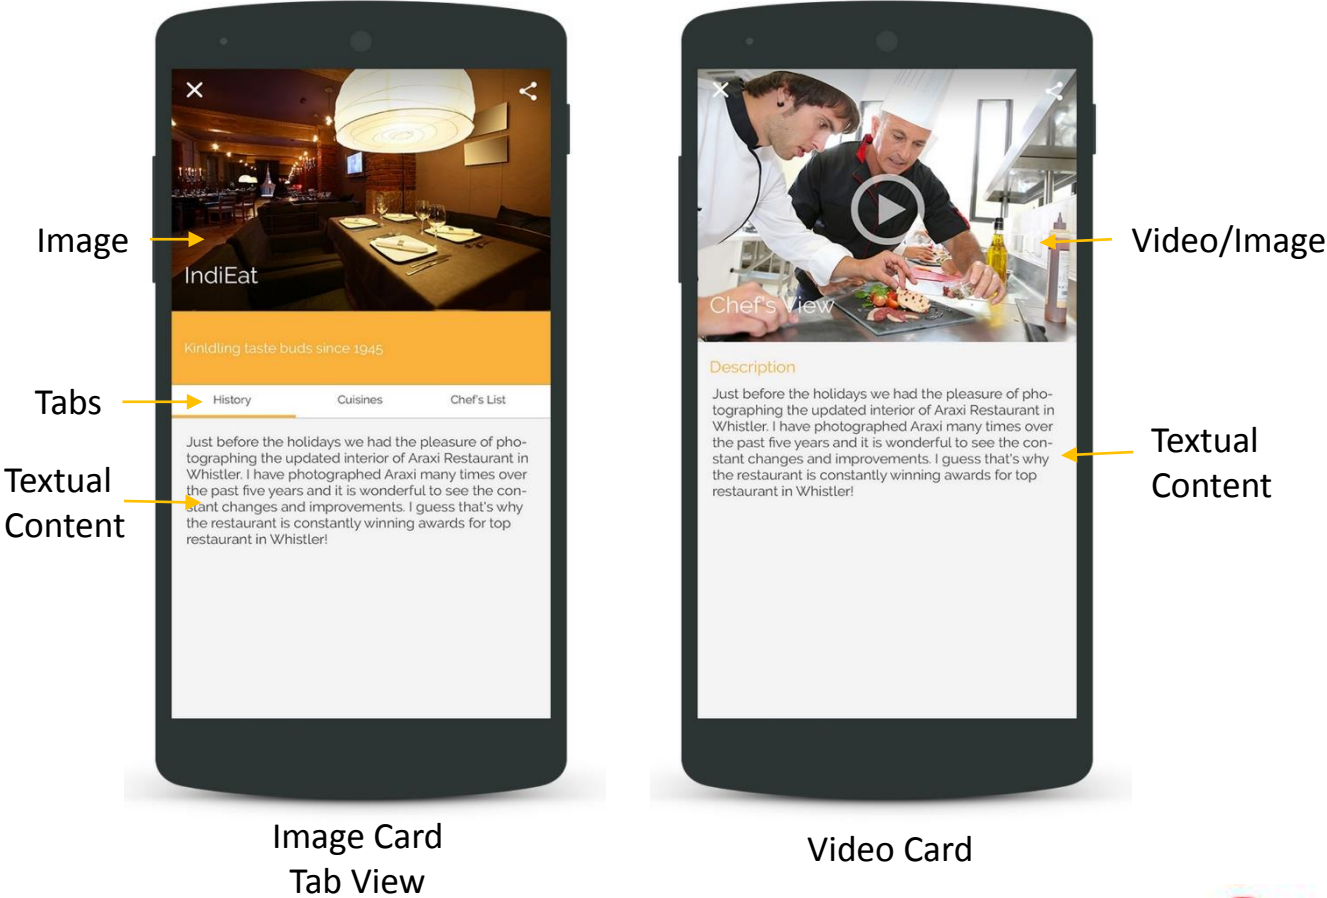 Image
Tabs
Textual
Content
IndiEat
Kinldling taste buds since 1945
History Cuisines Chef's List
Just before the holidays we had the pleasure of pho-
tographing the updated interior of Araxi Restaurant in
Whistler. I have photographed Araxi many times over
the past five years and it is wonderful to see the con-
stant changes and improvements. I guess that's why
the restaurant is constantly winning awards for top
restaurant in Whistler!
Image Card
Tab View
Chef's View
Description
Just before the holidays we had the pleasure of pho-
tographing the updated interior of Araxi Restaurant in
Whistler. I have photographed Araxi many times over
the past five years and it is wonderful to see the con-
stant changes and improvements. I guess that's why
the restaurant is constantly winning awards for top
restaurant in Whistler!
Video/Image
Textual
Content
Video Card